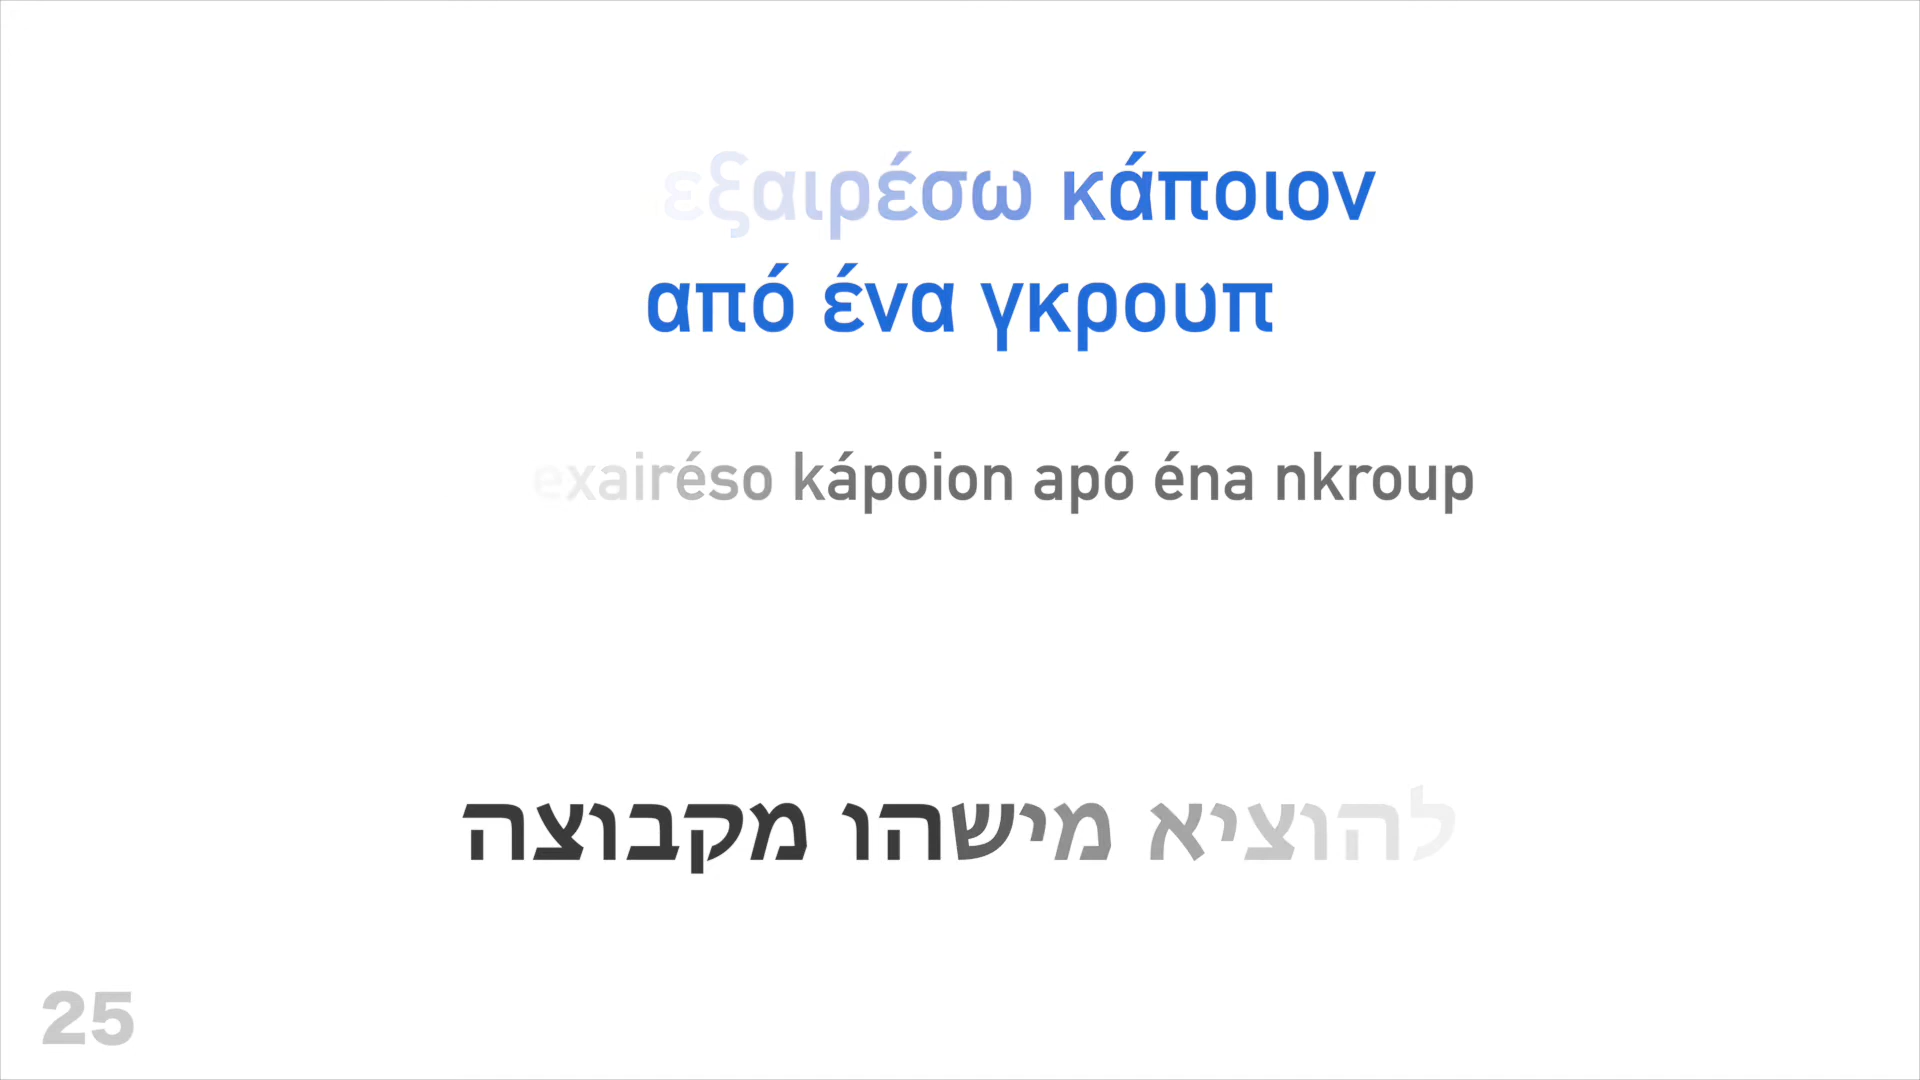 εξαιρέσω κάποιον
από ένα γκρουπ
exairéso kápoion apó éna nkroup
להוציא מישהו מקבוצה
25